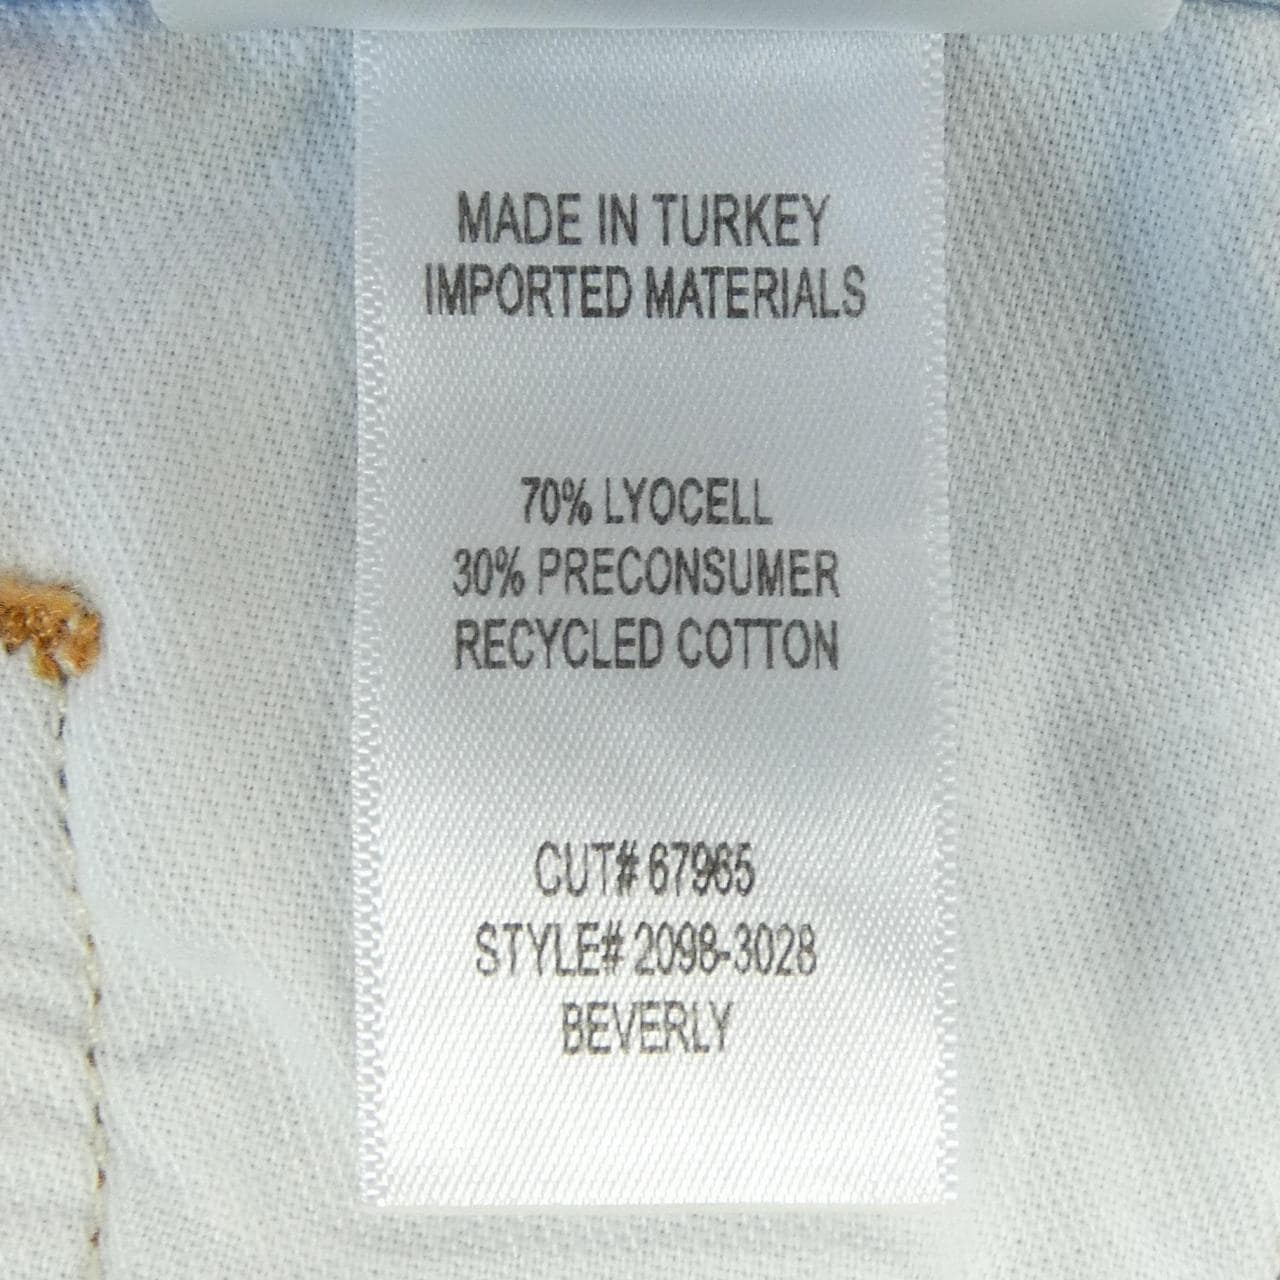 MADE IN TURKEY
IMPORTED MATERIALS
70% LYOCELL
30% PRECONSUMER
RECYCLED COTTON
CUT# 67965
STYLE# 2098-3028
BEVERLY